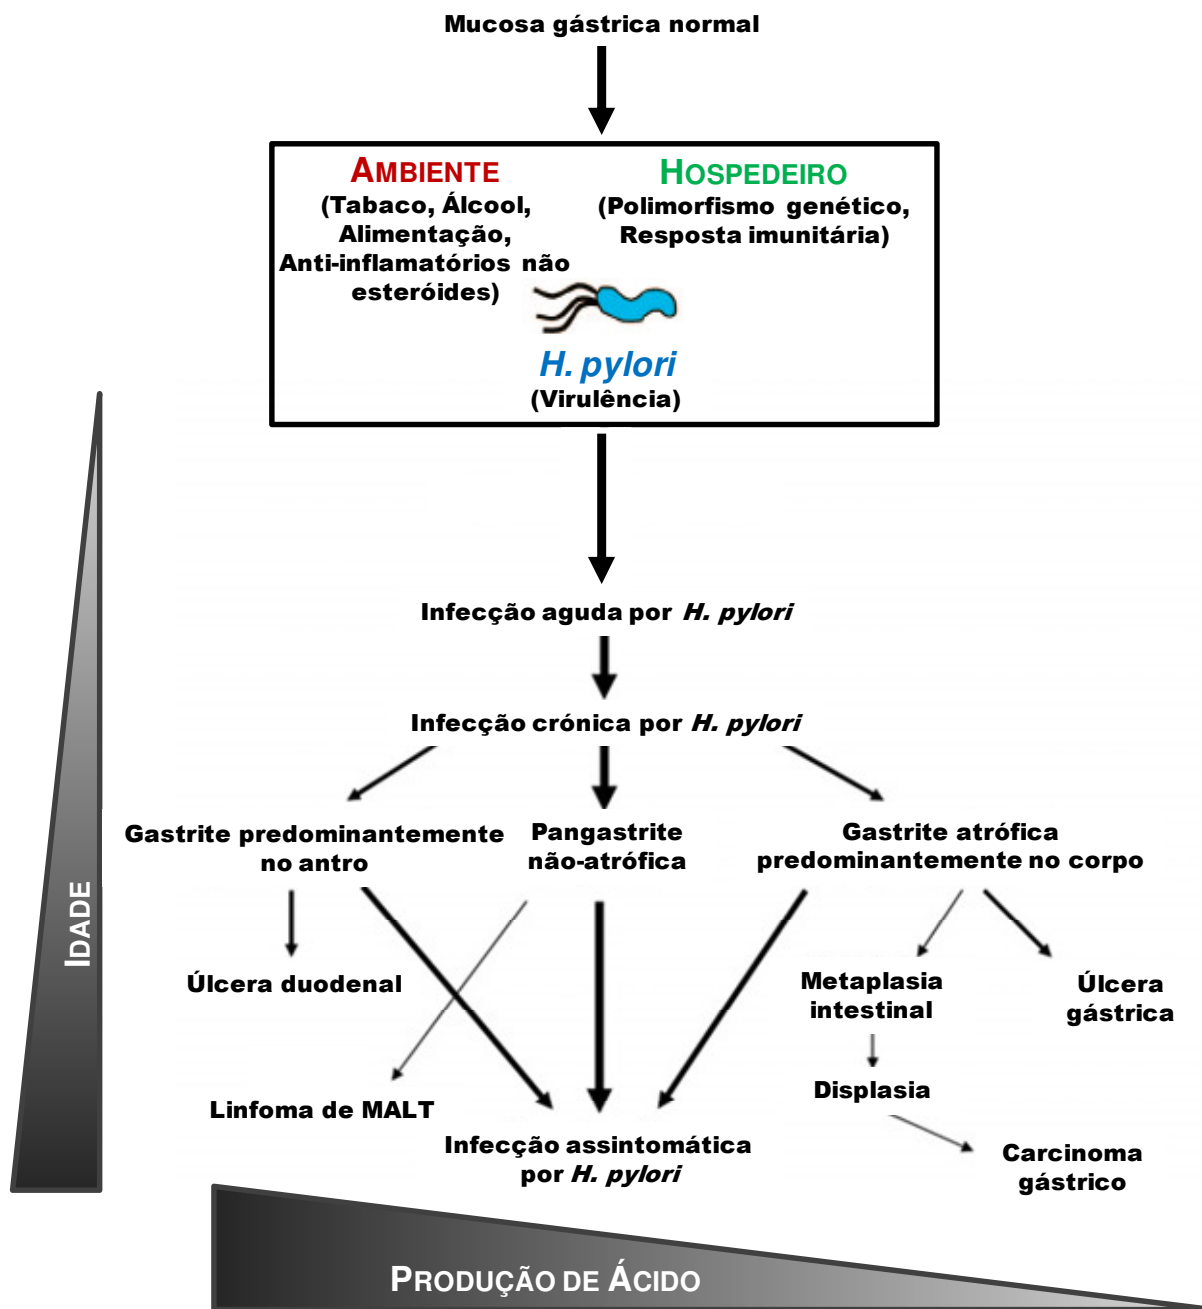 Mucosa gástrica normal
AMBIENTE
(Tabaco, Álcool,
Alimentação,
Anti-inflamatórios não
esteróides)
HOSPEDEIRO
(Polimorfismo genético,
Resposta imunitária)
H. pylori
(Virulência)
Infecção aguda por H. pylori
Infecção crónica por H. pylori
Gastrite predominantemente
no antro
Pangastrite
não-atrófica
Gastrite atrófica
predominantemente no corpo
Úlcera duodenal
Metaplasia
intestinal
Úlcera
gástrica
Displasia
Linfoma de MALT
Infecção assintomática
por H. pylori
Carcinoma
gástrico
IDADE
PRODUÇÃO DE ÁCIDO